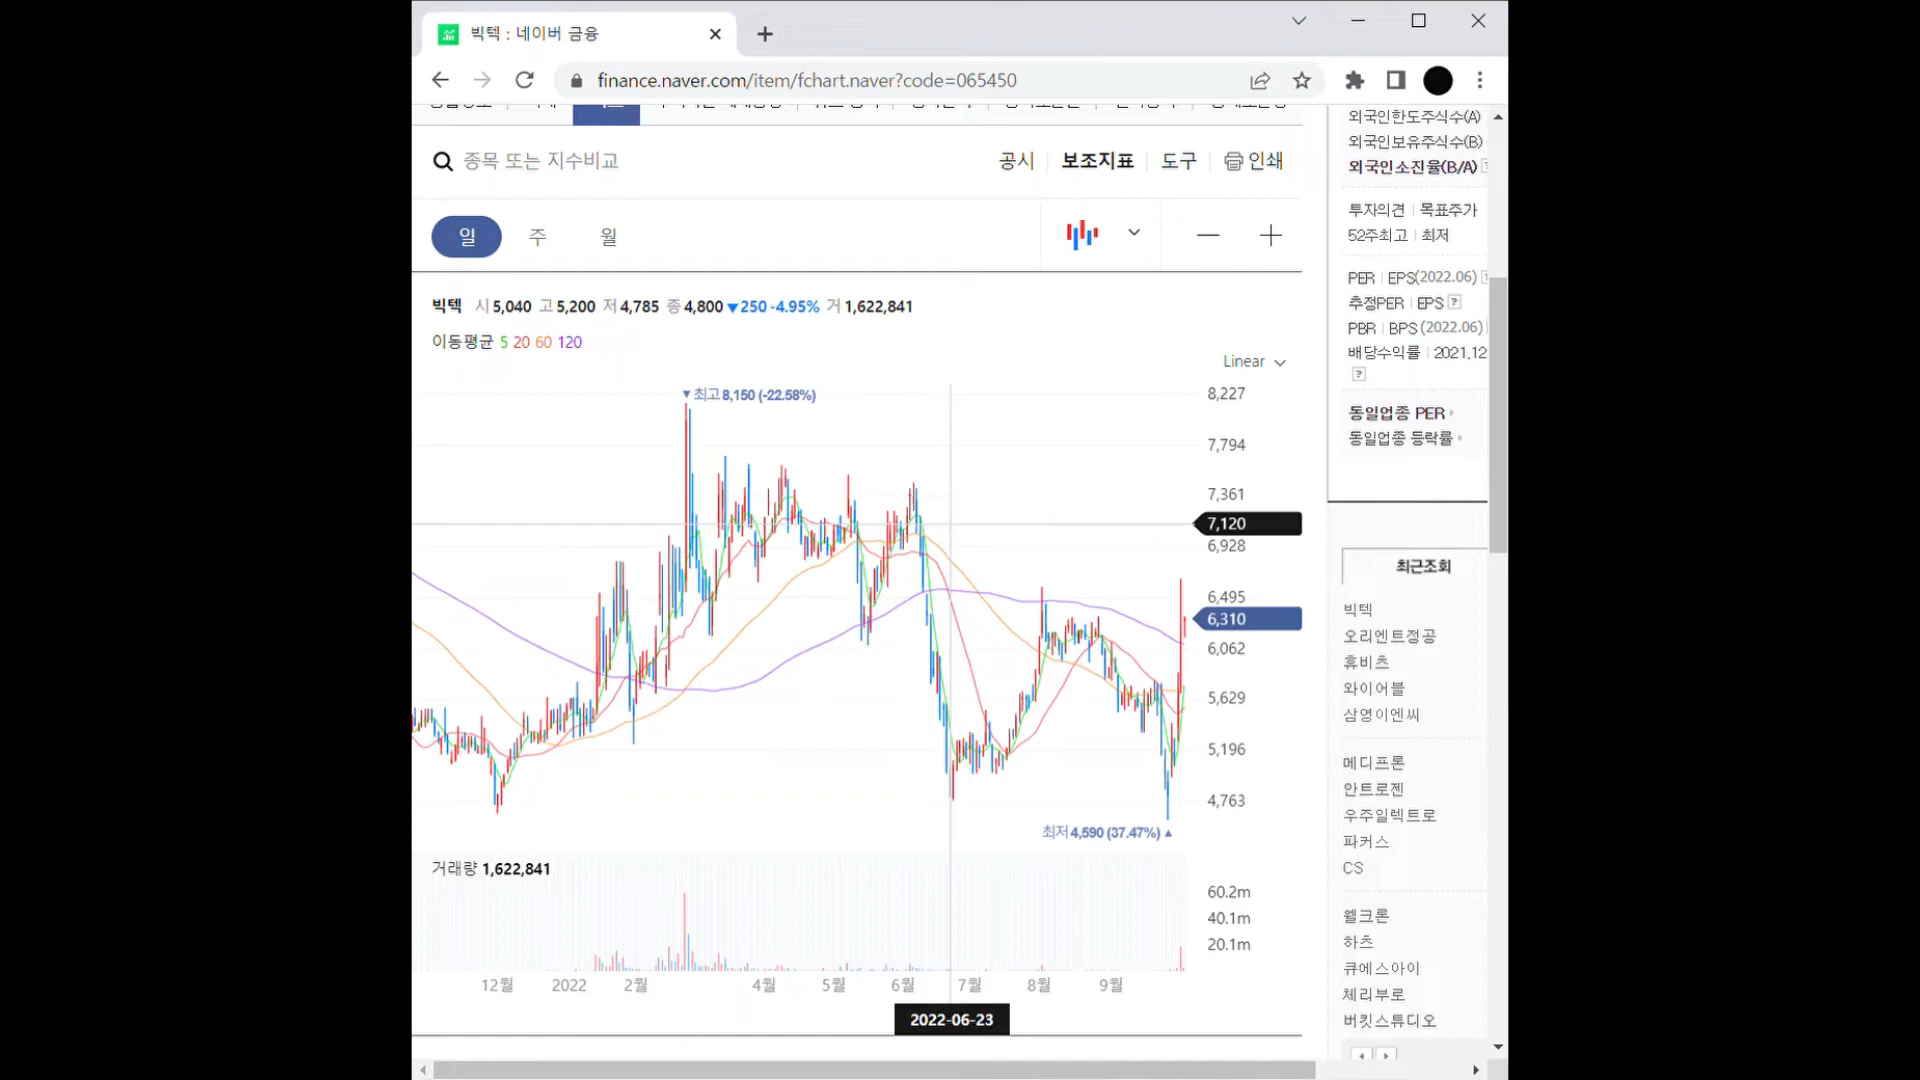 빅텍 : 네이버 금융
finance.naver.com/item/fchart.naver?code=065450
종목 또는 지수비교
공시 보조지표 도구 인쇄
일 주 월
빅텍 시 5,040 고 5,200 저 4,785 종 4,800 ▼250 -4.95% 거 1,622,841
이동평균 5 20 60 120
Linear
▼최고 8,150 (-22.58%)
8,227
7,794
7,361
7,120
6,928
6,495
6,310
6,062
5,629
5,196
4,763
최저 4,590 (37.47%) ▲
거래량 1,622,841
60.2m
40.1m
20.1m
12월 2022 2월 4월 5월 6월 7월 8월 9월
2022-06-23
외국인한도주식수(A)
외국인보유주식수(B)
외국인소진율(B/A) ?
투자의견 | 목표주가
52주최고 | 최저
PER | EPS(2022.06) ?
추정PER | EPS ?
PBR | BPS (2022.06)
배당수익률 | 2021.12
?
동일업종 PER
동일업종 등락률
최근조회
빅텍
오리엔트정공
휴비츠
와이어블
삼영이엔씨
메디프론
안트로젠
우주일렉트로
파커스
CS
웰크론
하츠
큐에스아이
체리부로
버킷스튜디오